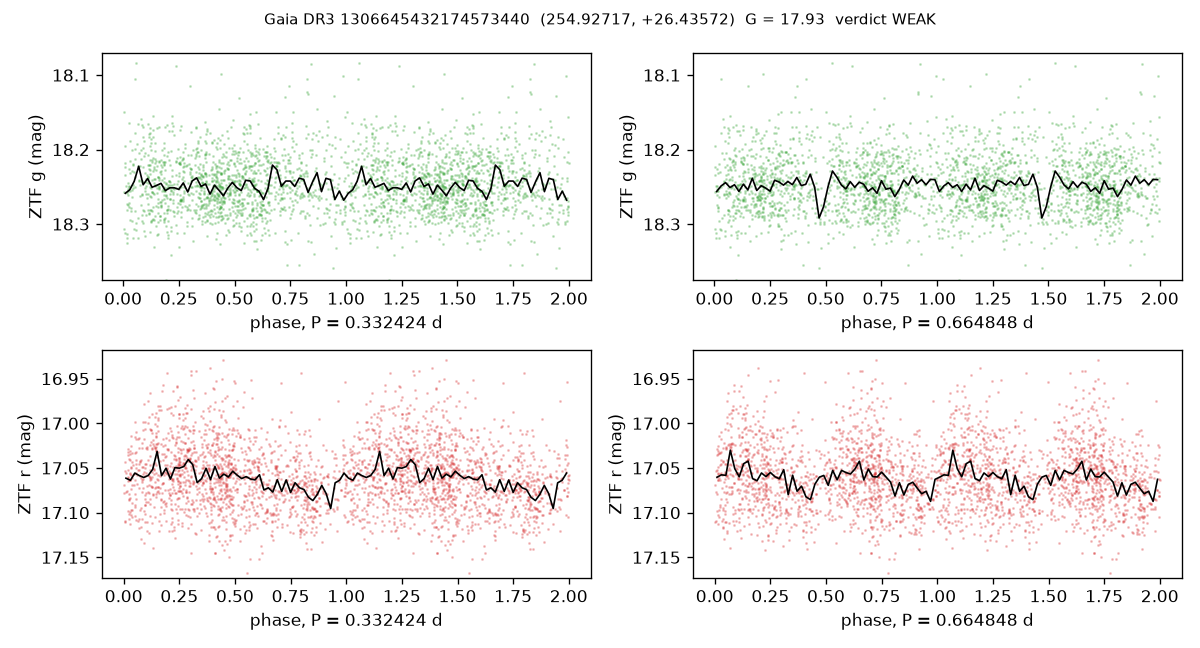 Gaia DR3 1306645432174573440  (254.92717, +26.43572)  G = 17.93  verdict WEAK
ZTF g (mag)
18.1
18.2
18.3
0.00 0.25 0.50 0.75 1.00 1.25 1.50 1.75 2.00
phase, P = 0.332424 d
ZTF g (mag)
18.1
18.2
18.3
0.00 0.25 0.50 0.75 1.00 1.25 1.50 1.75 2.00
phase, P = 0.664848 d
ZTF r (mag)
16.95
17.00
17.05
17.10
17.15
0.00 0.25 0.50 0.75 1.00 1.25 1.50 1.75 2.00
phase, P = 0.332424 d
ZTF r (mag)
16.95
17.00
17.05
17.10
17.15
0.00 0.25 0.50 0.75 1.00 1.25 1.50 1.75 2.00
phase, P = 0.664848 d